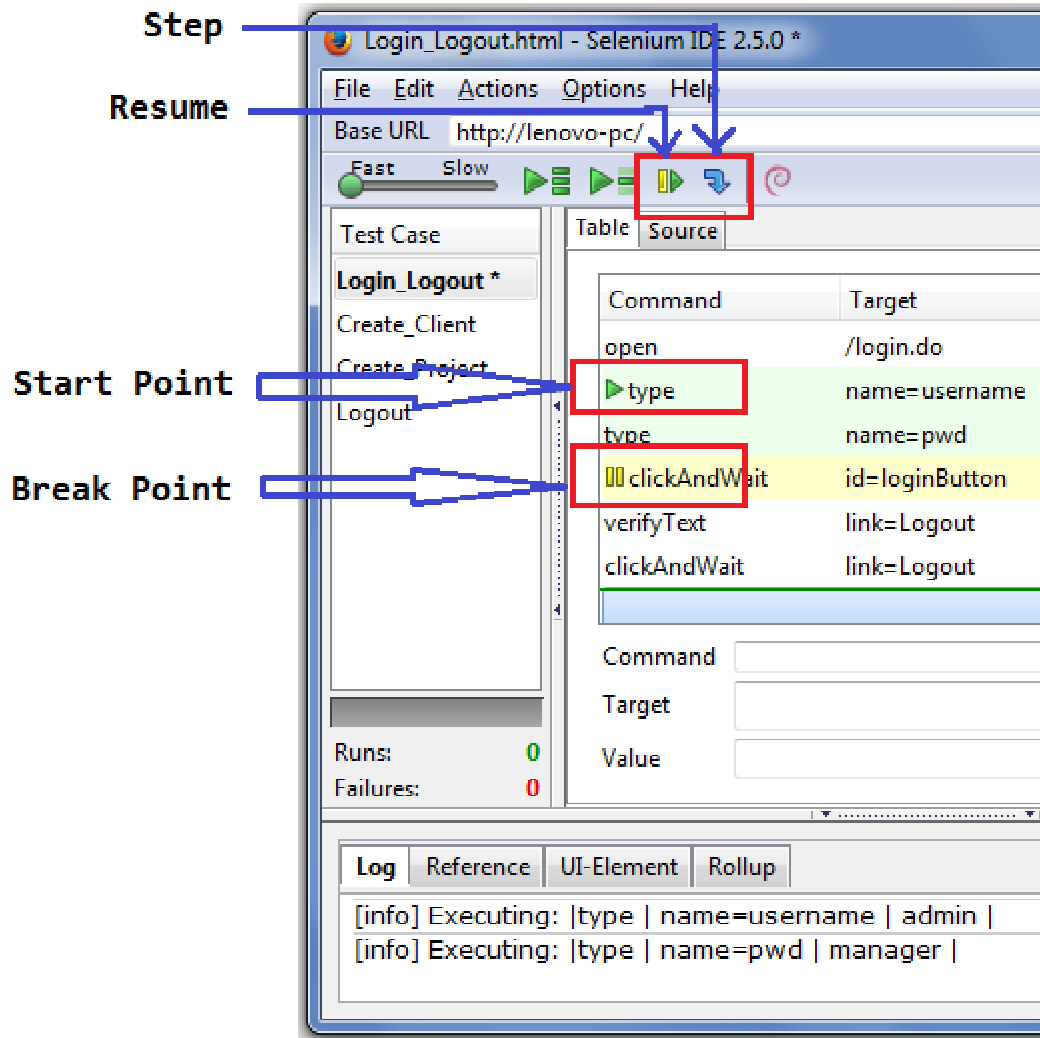 Step
Login_Logout.html - Selenium IDE 2.5.0 *
Resume
File Edit Actions Options Help
Base URL http://lenovo-pc/
Fast Slow
Test Case
Login_Logout *
Create_Client
Create_Project
Logout
Table Source
Command Target
open /login.do
Start Point
type name=username
type name=pwd
Break Point
clickAndWait id=loginButton
verifyText link=Logout
clickAndWait link=Logout
Command
Target
Value
Runs: 0
Failures: 0
Log Reference UI-Element Rollup
[info] Executing: |type | name=username | admin |
[info] Executing: |type | name=pwd | manager |